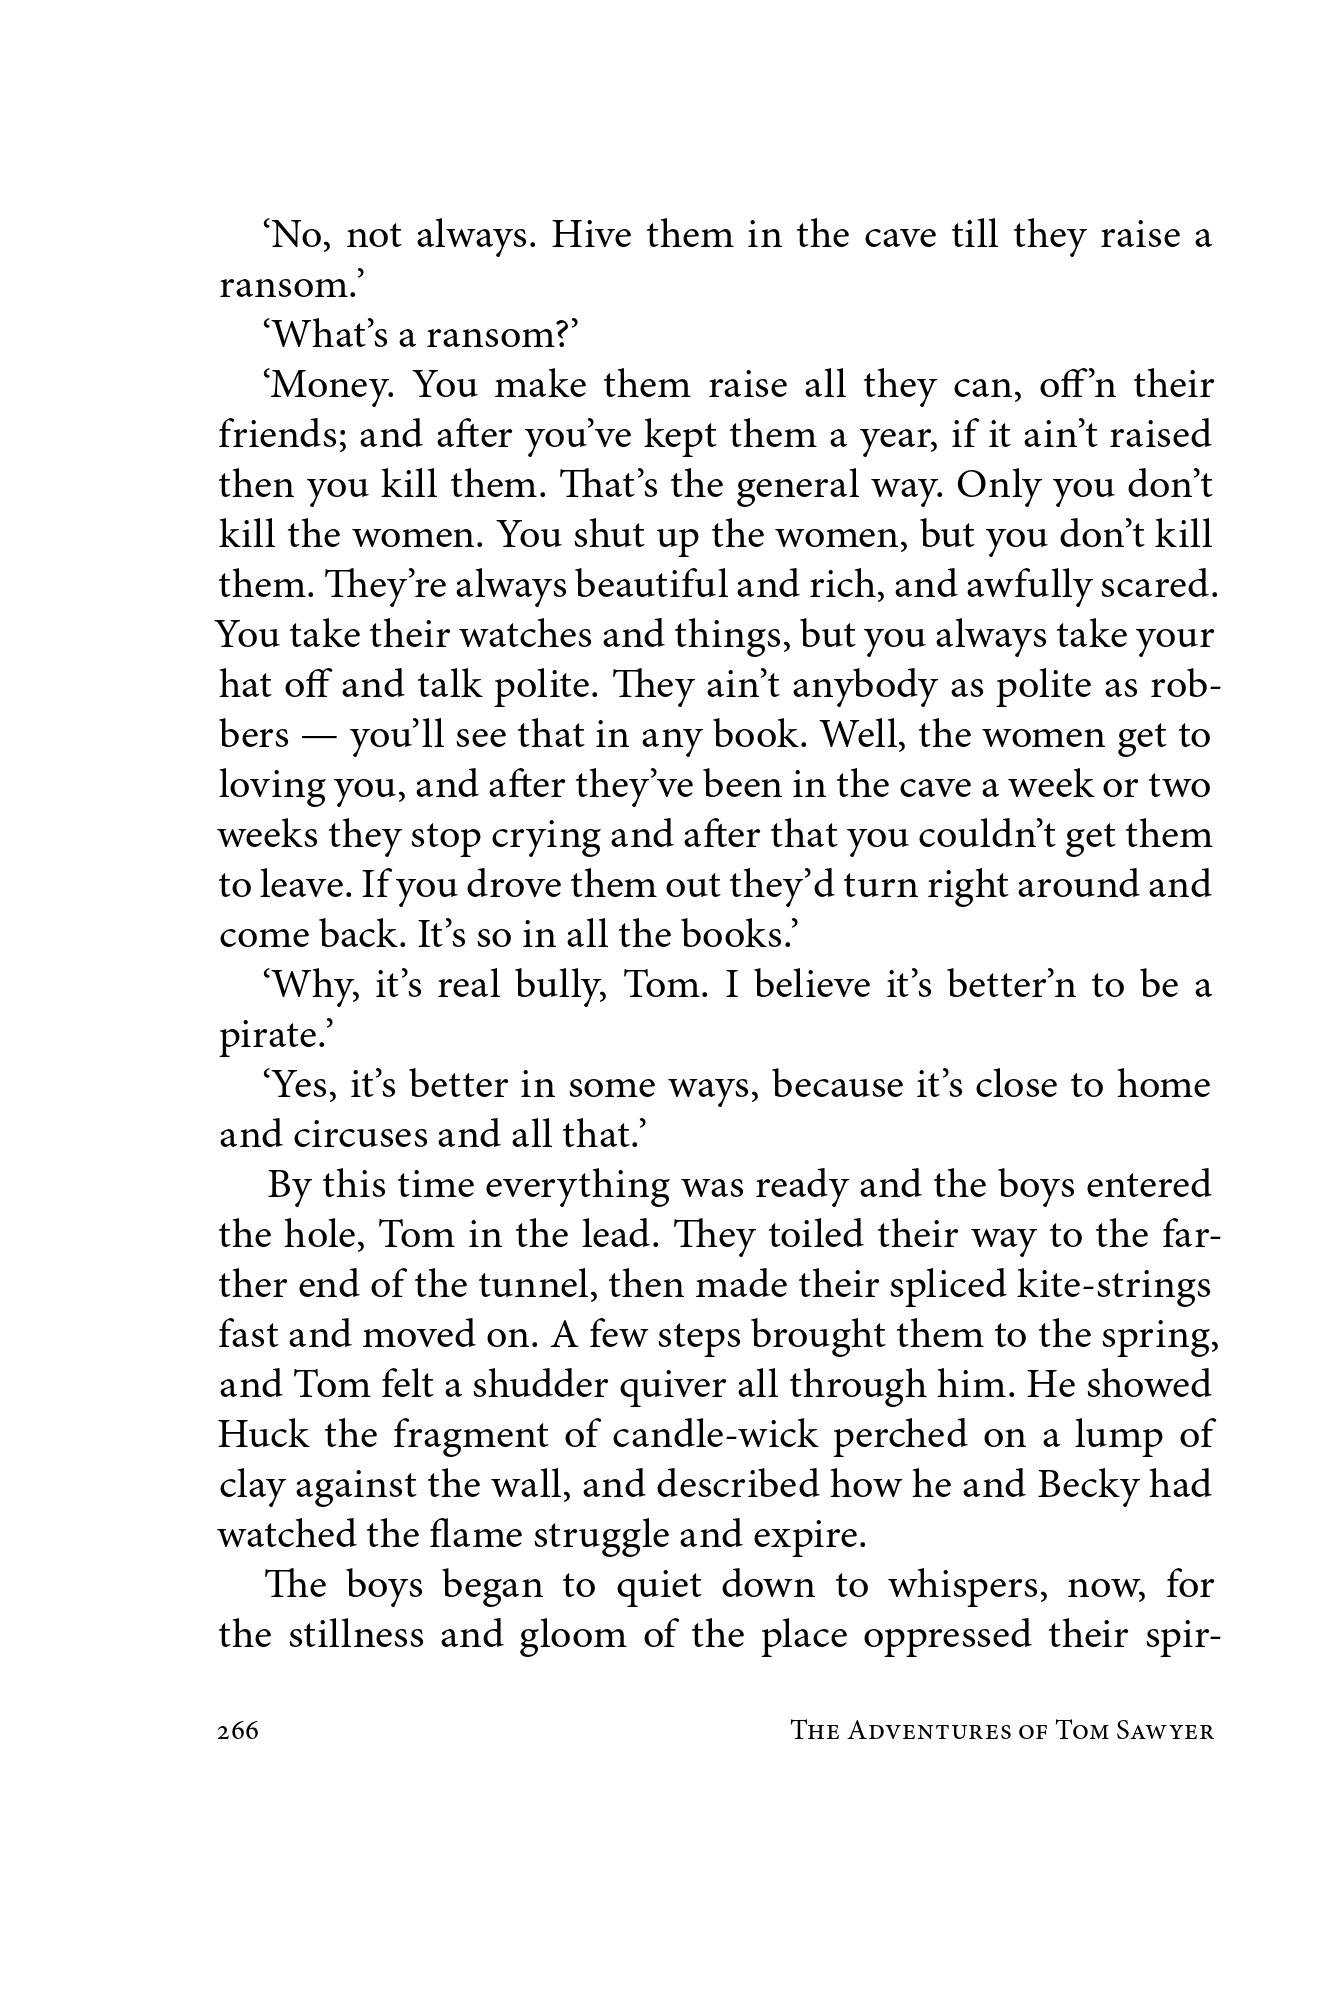 ‘No, not always. Hive them in the cave till they raise a
ransom.’
‘What’s a ransom?’
‘Money. You make them raise all they can, off’n their
friends; and after you’ve kept them a year, if it ain’t raised
then you kill them. That’s the general way. Only you don’t
kill the women. You shut up the women, but you don’t kill
them. They’re always beautiful and rich, and awfully scared.
You take their watches and things, but you always take your
hat off and talk polite. They ain’t anybody as polite as rob-
bers — you’ll see that in any book. Well, the women get to
loving you, and after they’ve been in the cave a week or two
weeks they stop crying and after that you couldn’t get them
to leave. If you drove them out they’d turn right around and
come back. It’s so in all the books.’
‘Why, it’s real bully, Tom. I believe it’s better’n to be a
pirate.’
‘Yes, it’s better in some ways, because it’s close to home
and circuses and all that.’
By this time everything was ready and the boys entered
the hole, Tom in the lead. They toiled their way to the far-
ther end of the tunnel, then made their spliced kite-strings
fast and moved on. A few steps brought them to the spring,
and Tom felt a shudder quiver all through him. He showed
Huck the fragment of candle-wick perched on a lump of
clay against the wall, and described how he and Becky had
watched the flame struggle and expire.
The boys began to quiet down to whispers, now, for
the stillness and gloom of the place oppressed their spir-
266 The Adventures of Tom Sawyer